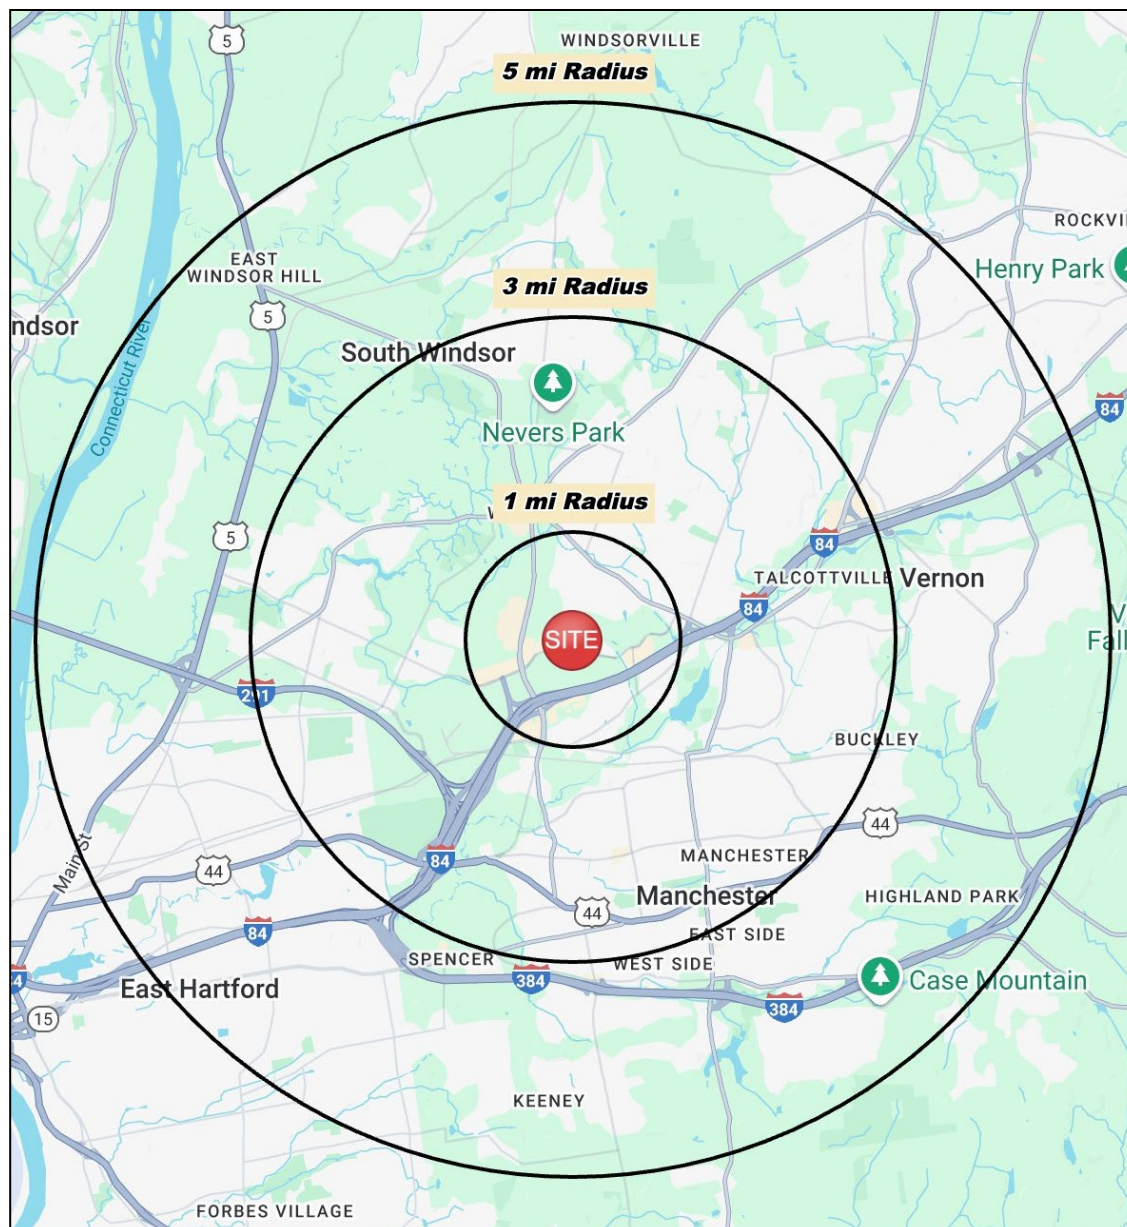 5
WINDSORVILLE
5 mi Radius
ROCKVI
EAST
WINDSOR HILL
Henry Park
3 mi Radius
5
ndsor
South Windsor
Connecticut River
84
Nevers Park
1 mi Radius
W
5
84
TALCOTTVILLE
Vernon
84
V
Fall
SITE
291
BUCKLEY
44
Main St
MANCHESTER
84
44
Manchester
HIGHLAND PARK
44
84
EAST SIDE
SPENCER
WEST SIDE
4
384
Case Mountain
East Hartford
384
15
KEENEY
FORBES VILLAGE